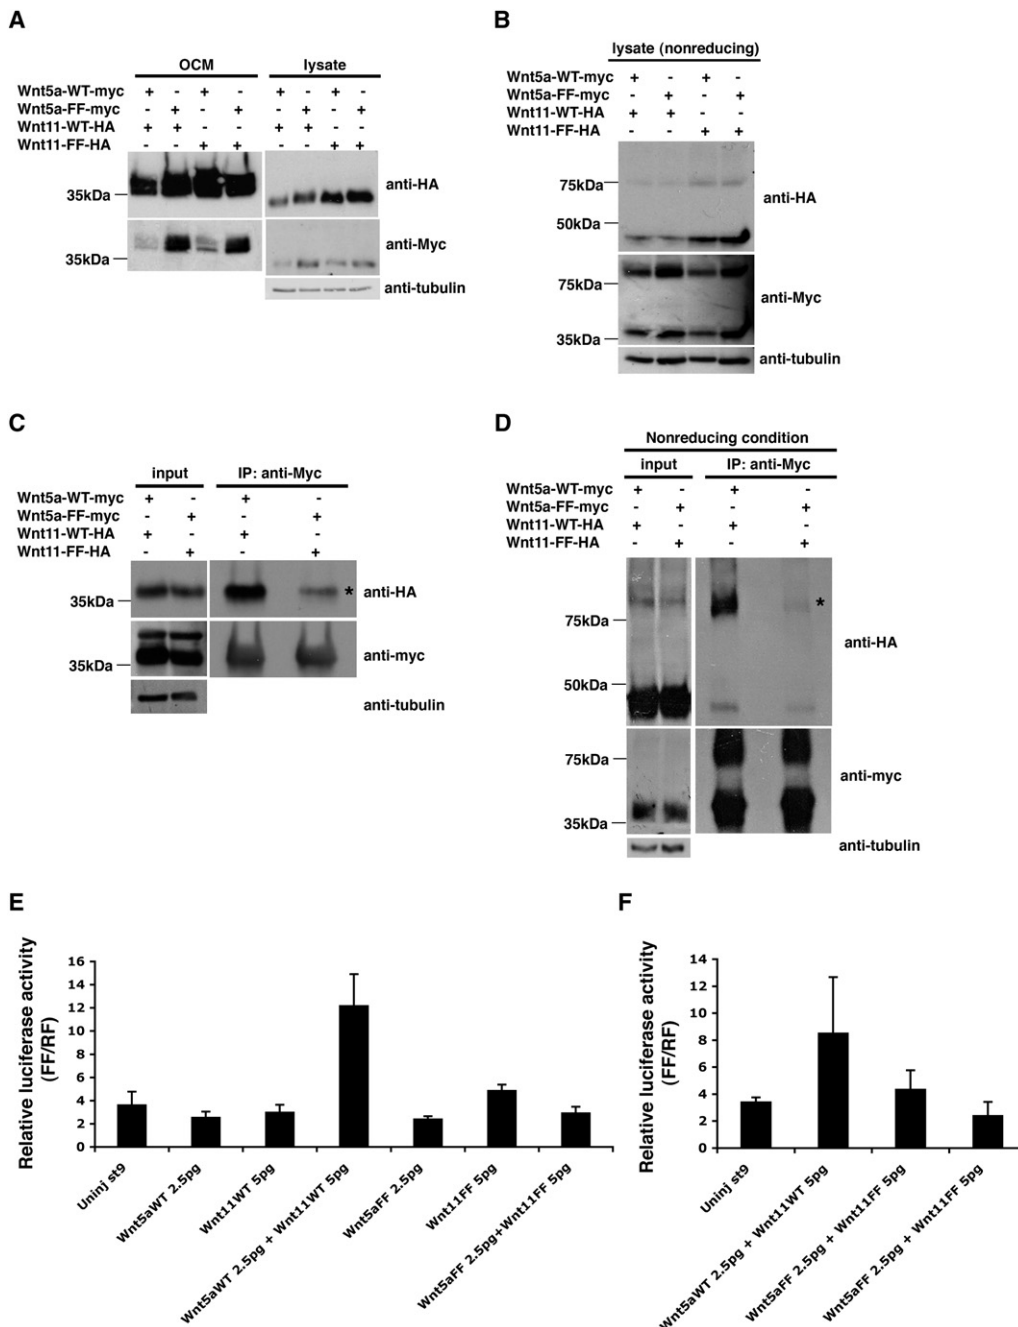 A
OCM lysate
Wnt5a-WT-myc + - + - + - + -
Wnt5a-FF-myc - + - + - + - +
Wnt11-WT-HA + + - - + + - -
Wnt11-FF-HA - - + + - - + +
35kDa anti-HA
35kDa anti-Myc
anti-tubulin
B
lysate (nonreducing)
Wnt5a-WT-myc + - + -
Wnt5a-FF-myc - + - +
Wnt11-WT-HA + + - -
Wnt11-FF-HA - - + +
75kDa
50kDa
anti-HA
75kDa
35kDa
anti-Myc
anti-tubulin
C
input IP: anti-Myc
Wnt5a-WT-myc + - + -
Wnt5a-FF-myc - + - +
Wnt11-WT-HA + - + -
Wnt11-FF-HA - + - +
35kDa * anti-HA
35kDa anti-myc
anti-tubulin
D
Nonreducing condition
input IP: anti-Myc
Wnt5a-WT-myc + - + -
Wnt5a-FF-myc - + - +
Wnt11-WT-HA + - + -
Wnt11-FF-HA - + - +
*
75kDa
anti-HA
50kDa
75kDa
anti-myc
35kDa
anti-tubulin
E
Relative luciferase activity
(FF/RF)
16
14
12
10
8
6
4
2
0
Uninj st9
Wnt5aWT 2.5pg
Wnt11WT 5pg
Wnt5aWT 2.5pg + Wnt11WT 5pg
Wnt5aFF 2.5pg
Wnt11FF 5pg
Wnt5aFF 2.5pg+Wnt11FF 5pg
F
Relative luciferase activity
(FF/RF)
14
12
10
8
6
4
2
0
Uninj st9
Wnt5aWT 2.5pg + Wnt11WT 5pg
Wnt5aFF 2.5pg + Wnt11FF 5pg
Wnt5aFF 2.5pg + Wnt11FF 5pg